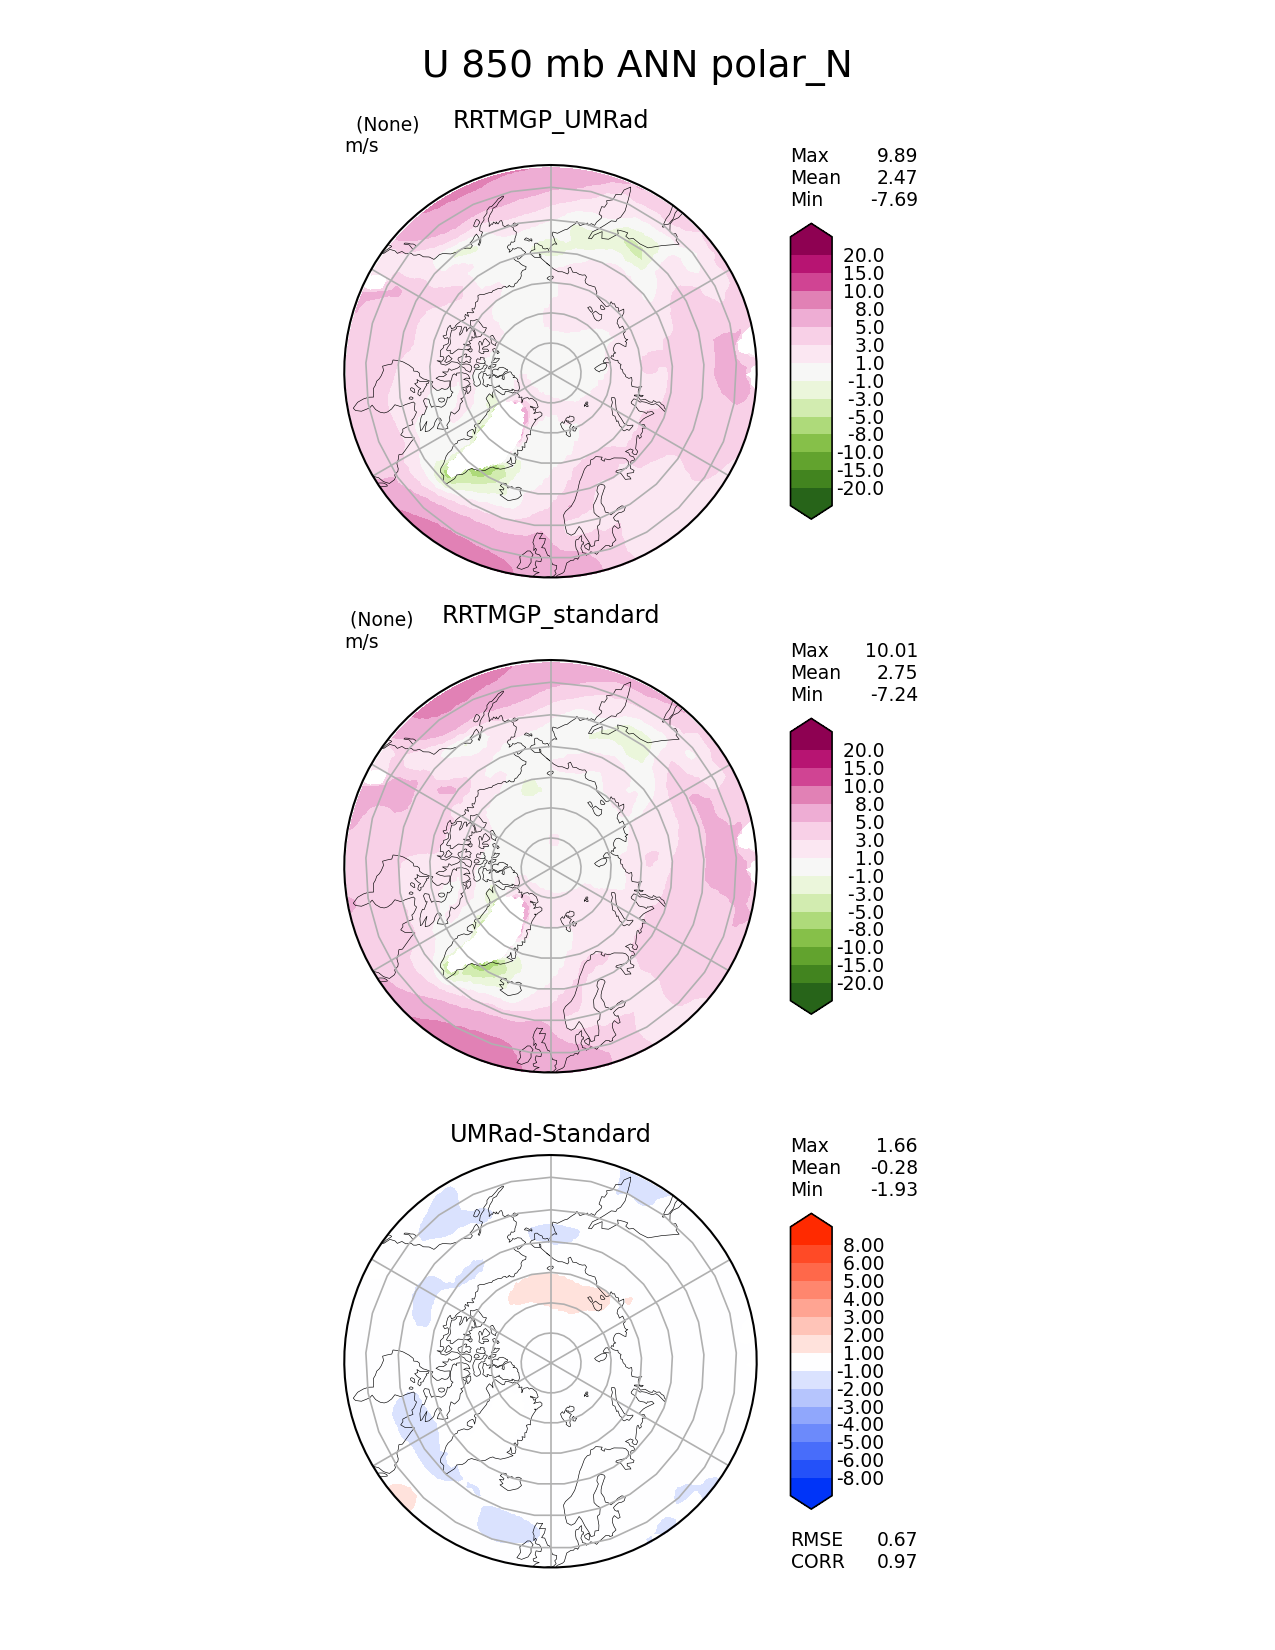 U 850 mb ANN polar_N
(None)
RRTMGP_UMRad
m/s
Max 9.89
Mean 2.47
Min -7.69
20.0
15.0
10.0
8.0
5.0
3.0
1.0
-1.0
-3.0
-5.0
-8.0
-10.0
-15.0
-20.0
(None)
RRTMGP_standard
m/s
Max 10.01
Mean 2.75
Min -7.24
20.0
15.0
10.0
8.0
5.0
3.0
1.0
-1.0
-3.0
-5.0
-8.0
-10.0
-15.0
-20.0
UMRad-Standard
Max 1.66
Mean -0.28
Min -1.93
8.00
6.00
5.00
4.00
3.00
2.00
1.00
-1.00
-2.00
-3.00
-4.00
-5.00
-6.00
-8.00
RMSE 0.67
CORR 0.97